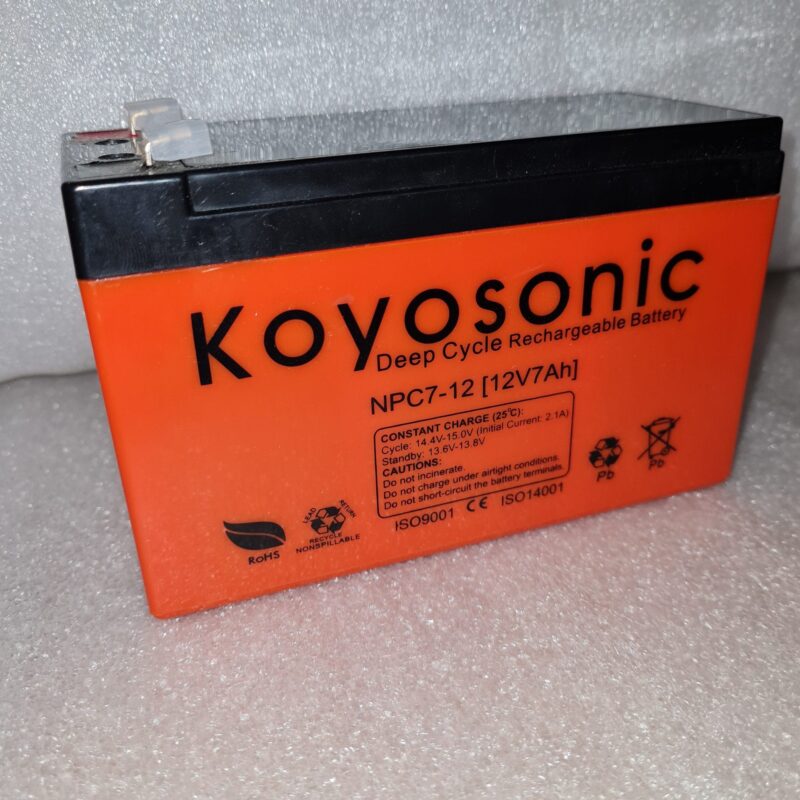 Koyosonic
Deep Cycle Rechargeable Battery
NPC7-12 [12V7Ah]
CONSTANT CHARGE (25℃):
Cycle: 14.4V-15.0V (Initial Current: 2.1A)
Standby: 13.6V-13.8V
CAUTIONS:
Do not incinerate.
Do not charge under airtight conditions.
Do not short-circuit the battery terminals.
ISO9001 CE ISO14001
Pb
Pb
RoHS
LEAD RETURN
RECYCLE
NONSPILLABLE